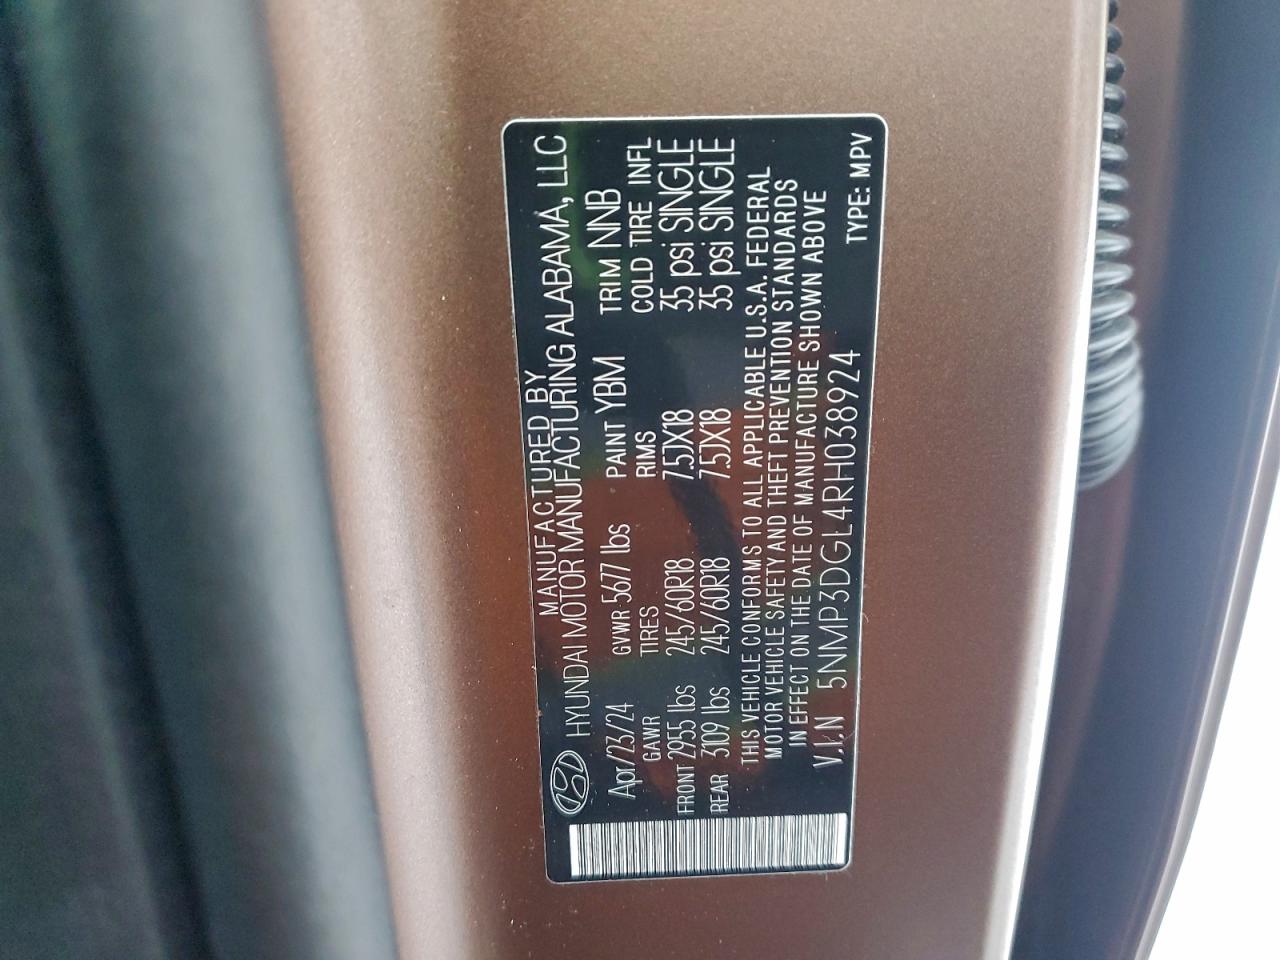 MANUFACTURED BY
HYUNDAI MOTOR MANUFACTURING ALABAMA, LLC
Apr/23/24 GVWR 5677 lbs PAINT YBM TRIM NNB
GAWR TIRES RIMS COLD TIRE INFL
FRONT 2955 lbs 245/60R18 7.5JX18 35 psi SINGLE
REAR 3109 lbs 245/60R18 7.5JX18 35 psi SINGLE
THIS VEHICLE CONFORMS TO ALL APPLICABLE U.S.A. FEDERAL
MOTOR VEHICLE SAFETY AND THEFT PREVENTION STANDARDS
IN EFFECT ON THE DATE OF MANUFACTURE SHOWN ABOVE
V.I.N 5NMP3DGL4RH038924
TYPE: MPV